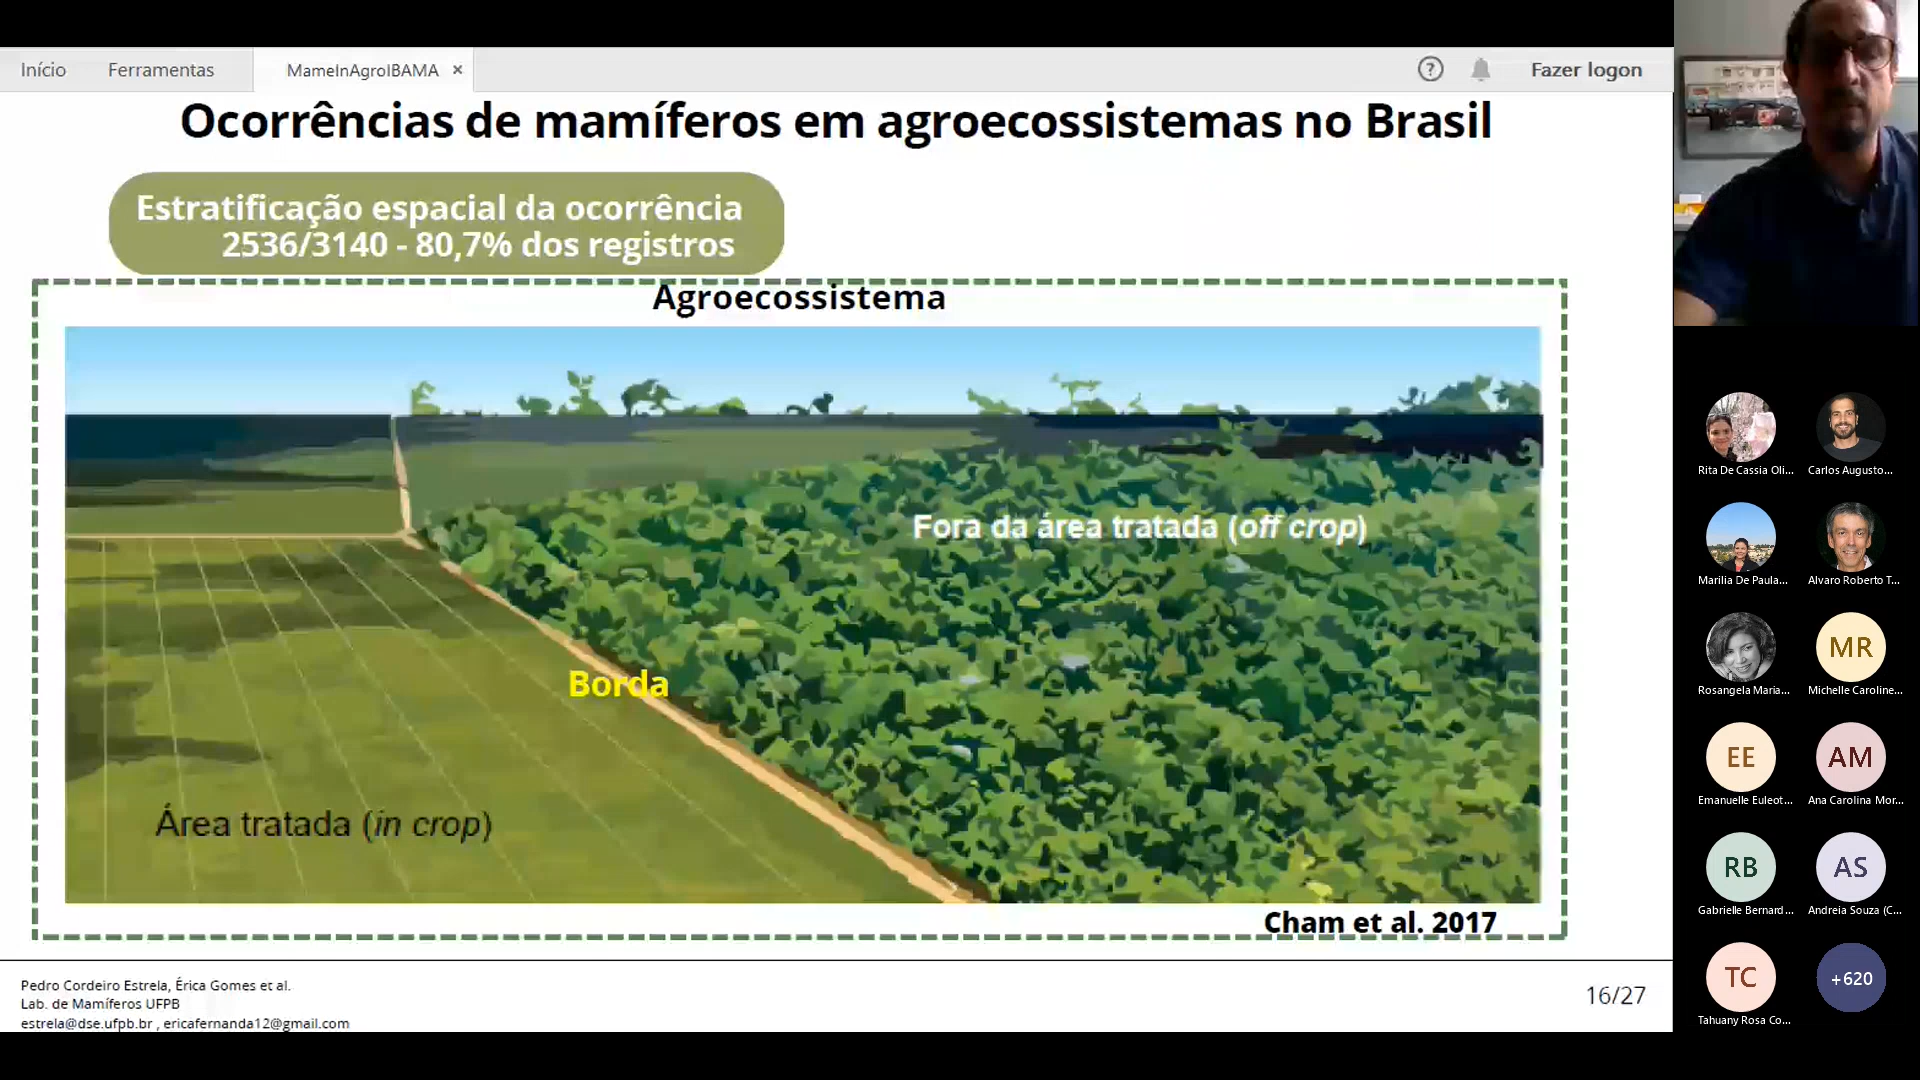 Início Ferramentas MameInAgroIBAMA × ? Fazer logon
Ocorrências de mamíferos em agroecossistemas no Brasil
Estratificação espacial da ocorrência
2536/3140 - 80,7% dos registros
Agroecossistema
Fora da área tratada (off crop)
Borda
Área tratada (in crop)
Cham et al. 2017
Pedro Cordeiro Estrela, Érica Gomes et al.
Lab. de Mamíferos UFPB
estrela@dse.ufpb.br , ericafernanda12@gmail.com
16/27
Rita De Cassia Oli... Carlos Augusto...
Marilia De Paula... Alvaro Roberto T...
MR
Rosangela Maria... Michelle Caroline...
EE AM
Emanuelle Euleot... Ana Carolina Mor...
RB AS
Gabrielle Bernard... Andreia Souza (C...
TC +620
Tahuany Rosa Co...